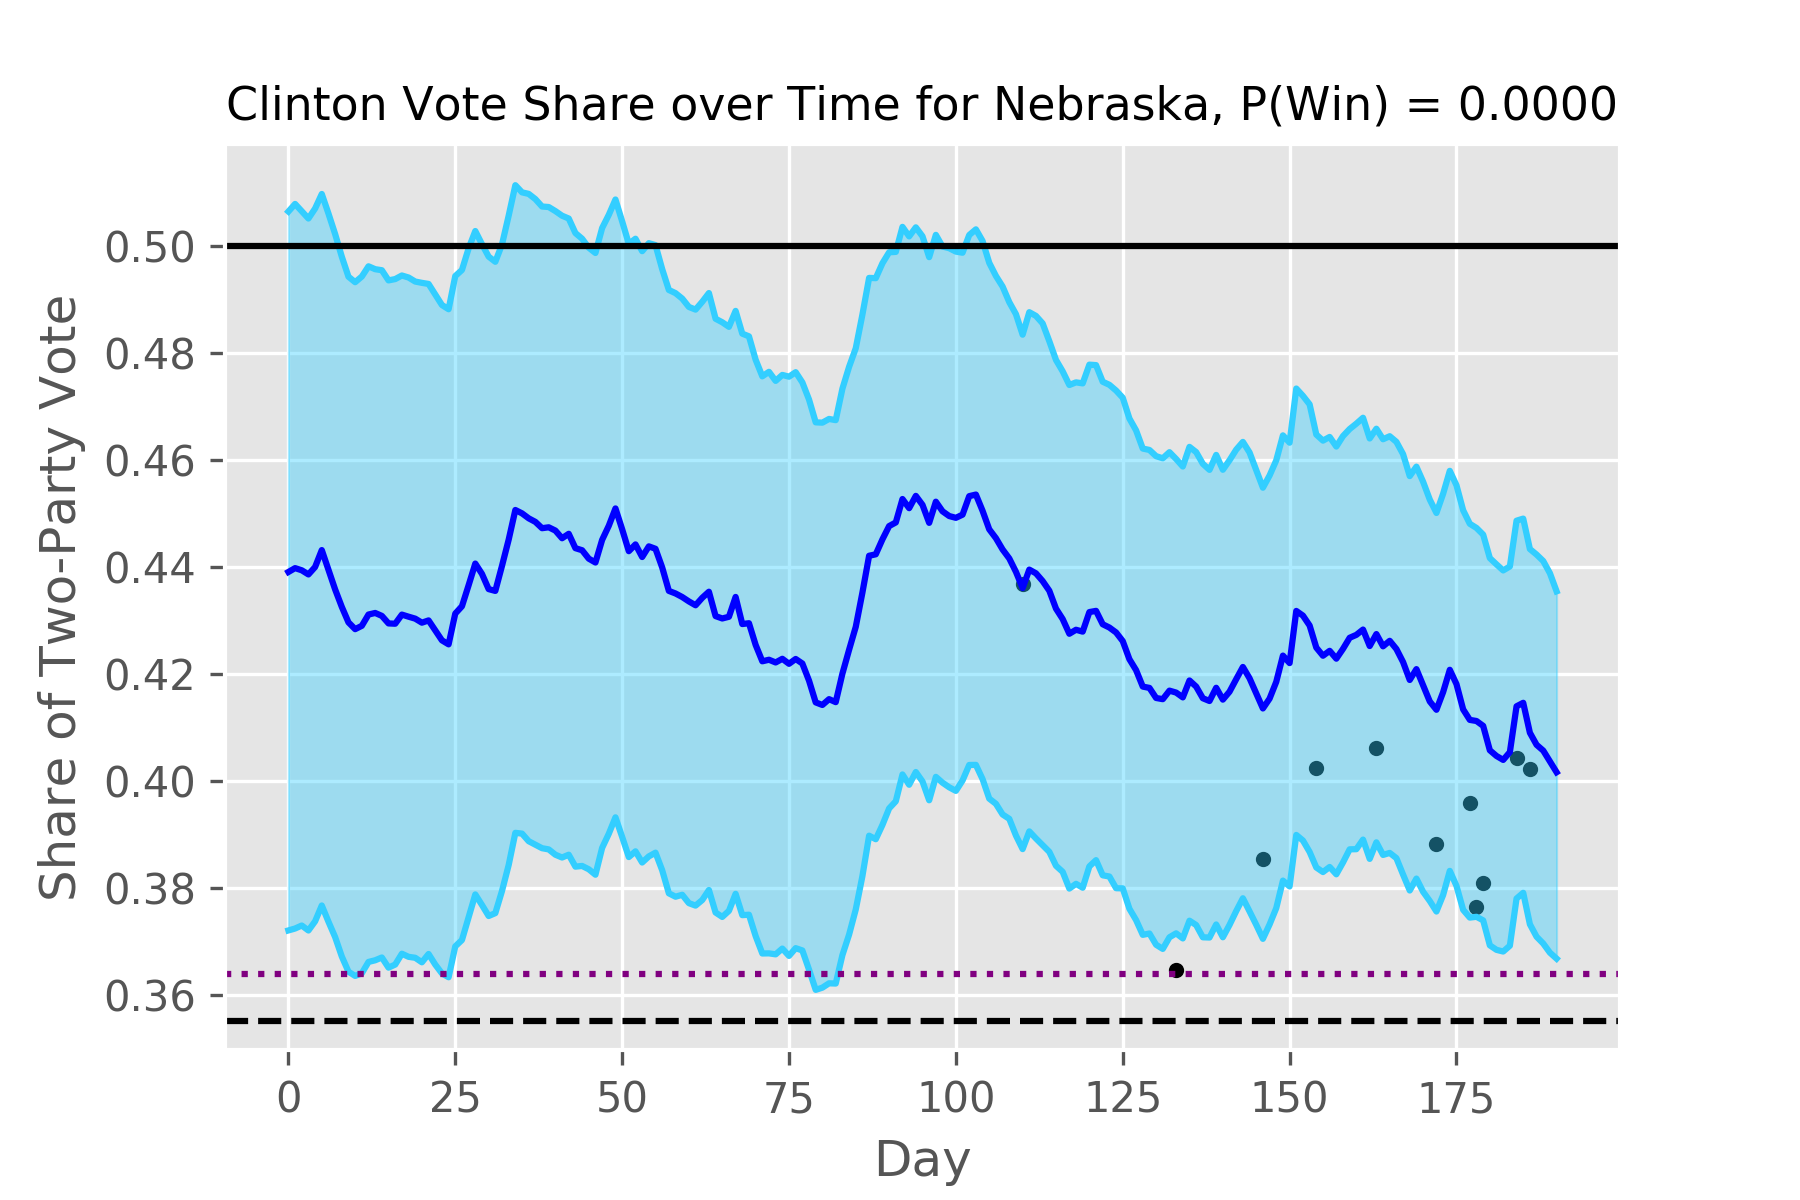 Clinton Vote Share over Time for Nebraska, P(Win) = 0.0000
Share of Two-Party Vote
0.50
0.48
0.46
0.44
0.42
0.40
0.38
0.36
0 25 50 75 100 125 150 175
Day